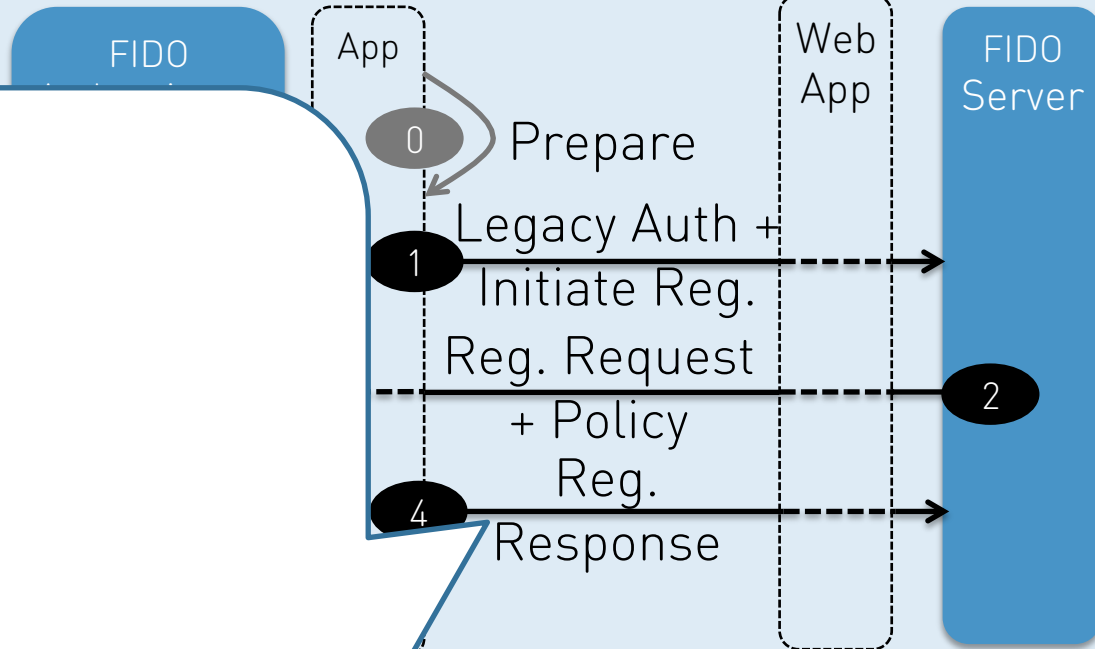 FIDO
App
Web
App
FIDO
Server
0
Prepare
Legacy Auth +
1
Initiate Reg.
Reg. Request
2
+ Policy
Reg.
4
Response